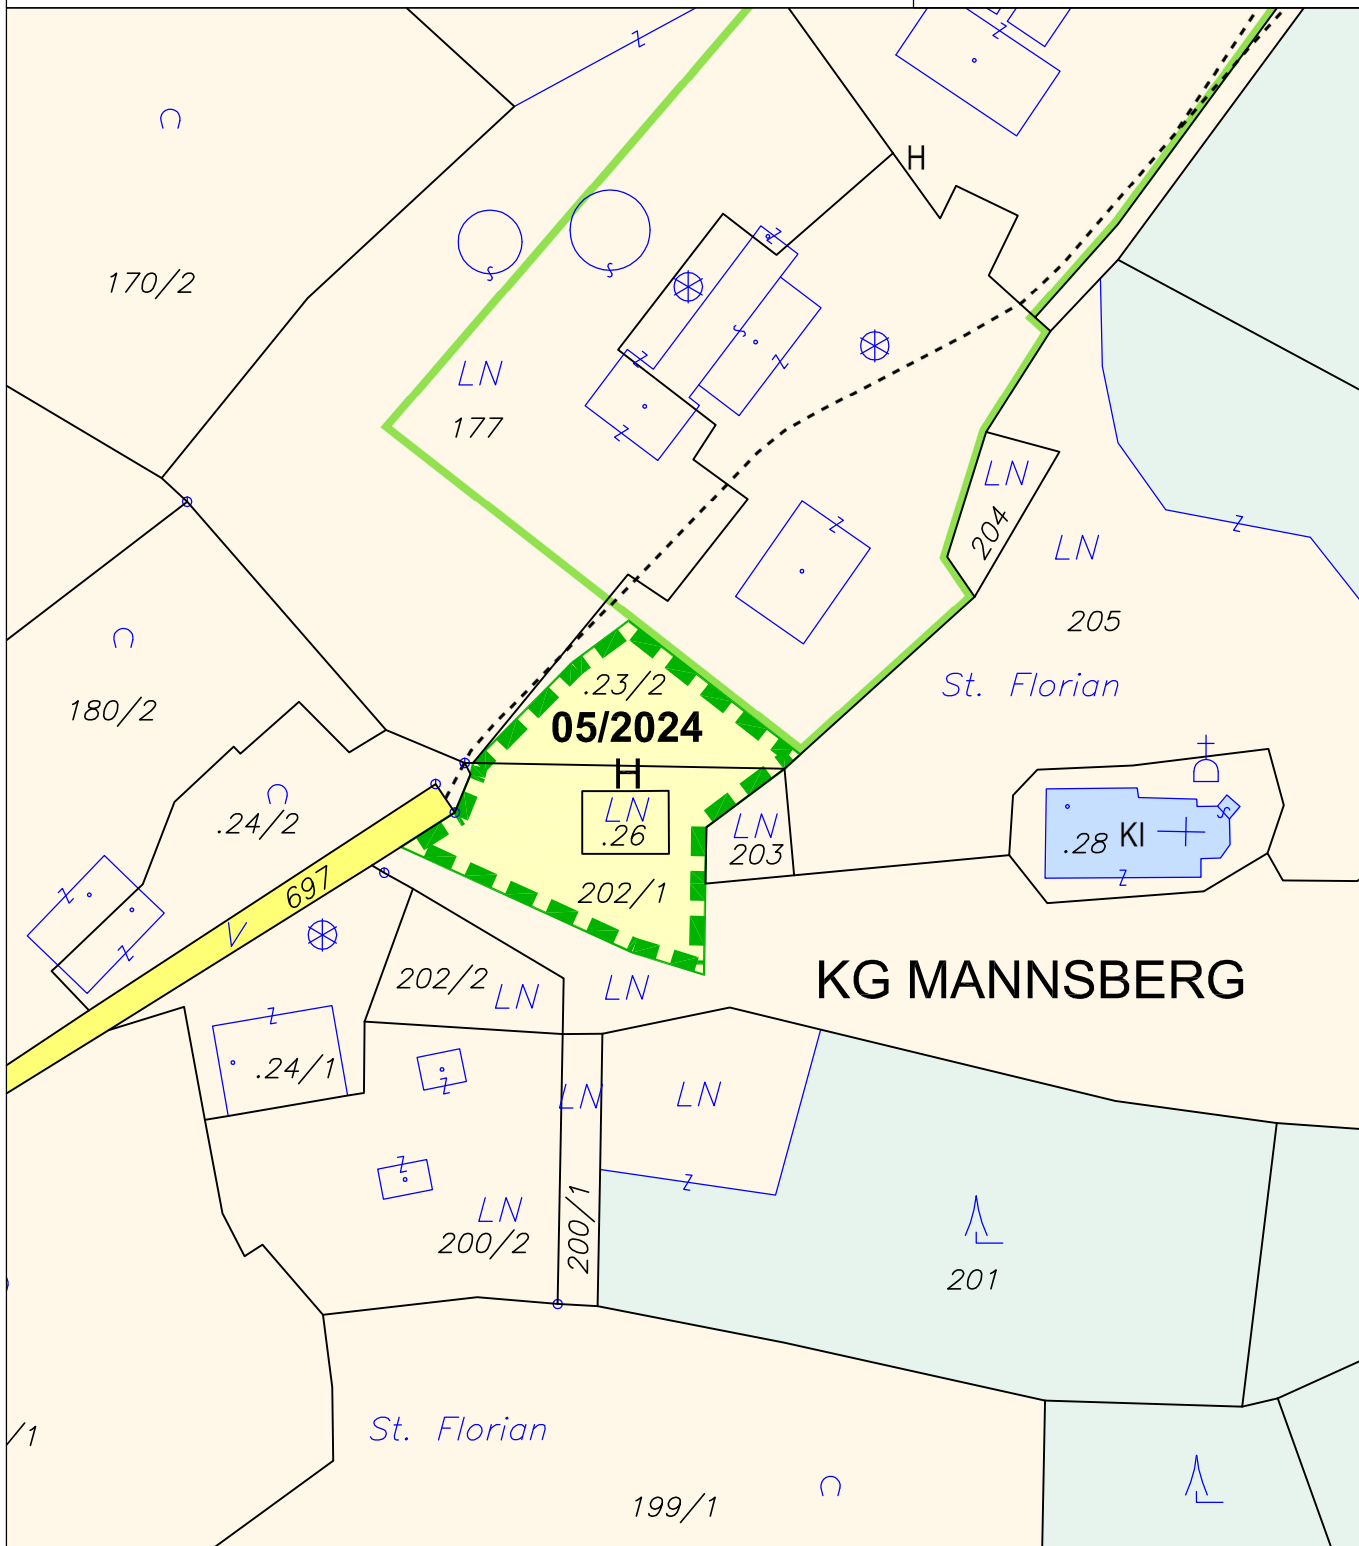 H
170/2
LN
177
LN
204
LN
205
St. Florian
180/2
.23/2
05/2024
H
LN
.26
LN
203
.24/2
.28 KI
697
V
202/1
202/2
LN
LN
KG MANNSBERG
.24/1
LN
LN
LN
200/2
200/1
201
St. Florian
/1
199/1